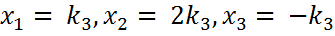 x₁ = k₃, x₂ = 2k₃, x₃ = −k₃